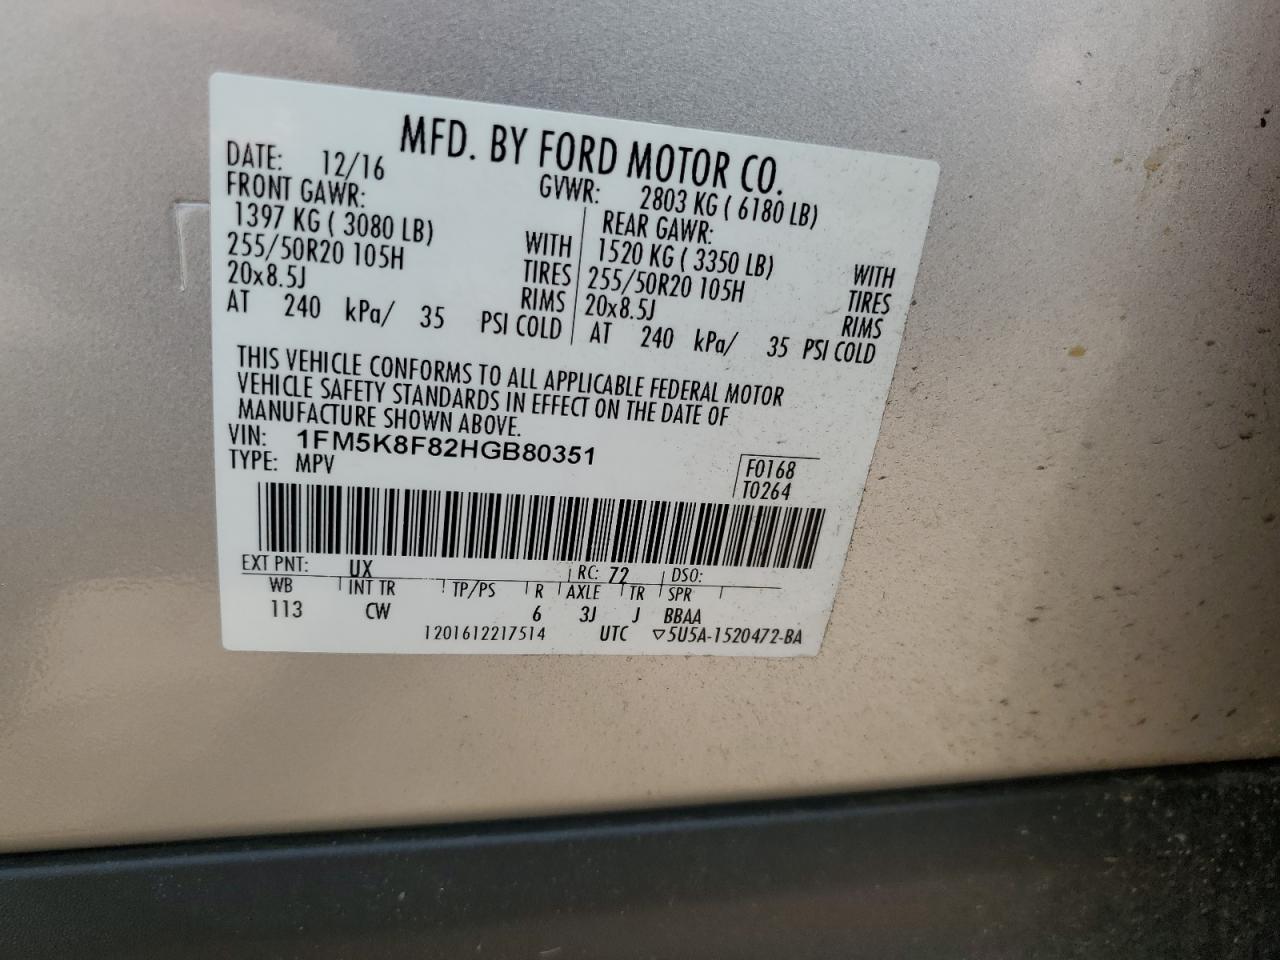 MFD. BY FORD MOTOR CO.
DATE: 12/16 GVWR: 2803 KG ( 6180 LB)
FRONT GAWR: REAR GAWR:
1397 KG ( 3080 LB) WITH 1520 KG ( 3350 LB) WITH
255/50R20 105H TIRES 255/50R20 105H TIRES
20x8.5J RIMS 20x8.5J RIMS
AT 240 kPa/ 35 PSI COLD AT 240 kPa/ 35 PSI COLD
THIS VEHICLE CONFORMS TO ALL APPLICABLE FEDERAL MOTOR
VEHICLE SAFETY STANDARDS IN EFFECT ON THE DATE OF
MANUFACTURE SHOWN ABOVE.
VIN: 1FM5K8F82HGB80351
TYPE: MPV F0168
T0264
EXT PNT: UX RC: 72 DSO:
WB INT TR TP/PS R AXLE TR SPR
113 CW 6 3J J BBAA
1201612217514 UTC ▽5U5A-1520472-BA